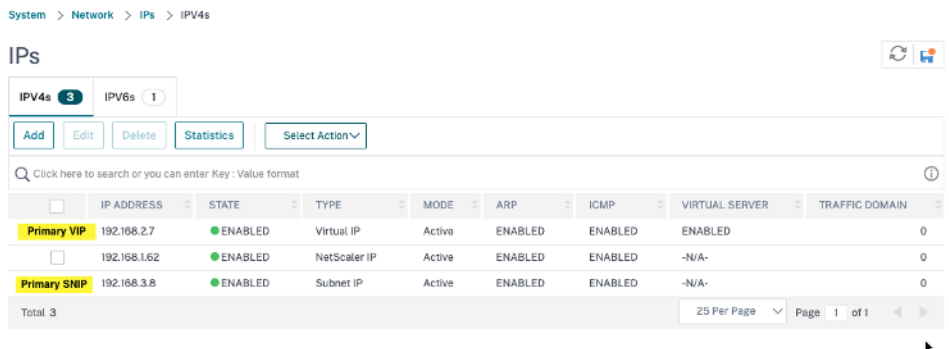 System > Network > IPs > IPV4s
IPs
IPV4s 3 IPV6s 1
Add Edit Delete Statistics Select Action
Click here to search or you can enter Key : Value format
IP ADDRESS STATE TYPE MODE ARP ICMP VIRTUAL SERVER TRAFFIC DOMAIN
Primary VIP 192.168.2.7 ENABLED Virtual IP Active ENABLED ENABLED ENABLED 0
192.168.1.62 ENABLED NetScaler IP Active ENABLED ENABLED -N/A- 0
Primary SNIP 192.168.3.8 ENABLED Subnet IP Active ENABLED ENABLED -N/A- 0
Total 3 25 Per Page Page 1 of 1